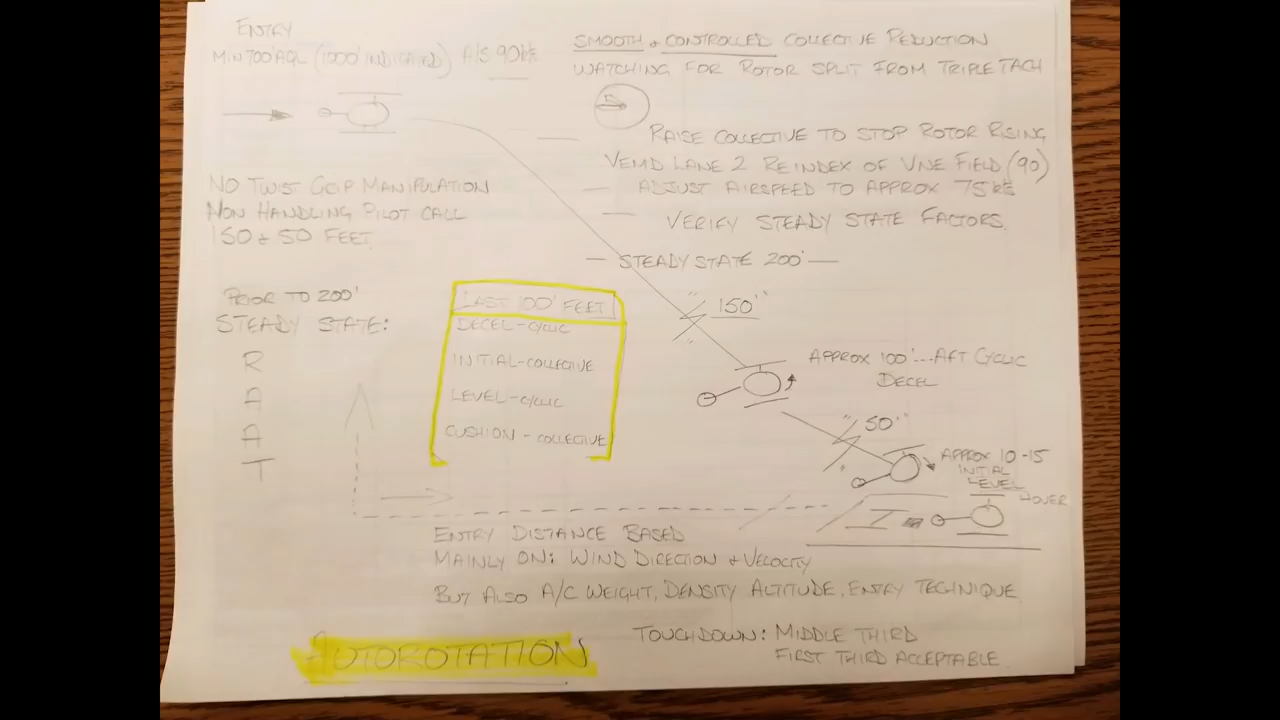 ENTRY
MIN 700' AGL (1000' INDICATED) A/S 90kts
SMOOTH + CONTROLLED COLLECTIVE REDUCTION
WATCHING FOR ROTOR SPLIT FROM TRIPLE TACH
RAISE COLLECTIVE TO STOP ROTOR RISING
VEMD LANE 2 REINDEX OF VNE FIELD (90)
ADJUST AIRSPEED TO APPROX 75kts
VERIFY STEADY STATE FACTORS
STEADY STATE 200'
NO TWIST GRIP MANIPULATION
NON HANDLING PILOT CALL
150 & 50 FEET
PRIOR TO 200'
STEADY STATE:
R
A
A
T
LAST 100' FEET
DECEL-CYCLIC
INITIAL-COLLECTIVE
LEVEL-CYCLIC
CUSHION - COLLECTIVE
"150'"
APPROX 100'...AFT CYCLIC
DECEL
"50'"
APPROX 10-15
INITIAL
LEVEL
HOVER
ENTRY DISTANCE BASED
MAINLY ON: WIND DIRECTION + VELOCITY
BUT ALSO A/C WEIGHT, DENSITY ALTITUDE, ENTRY TECHNIQUE
TOUCHDOWN: MIDDLE THIRD
FIRST THIRD ACCEPTABLE.
AUTOROTATION